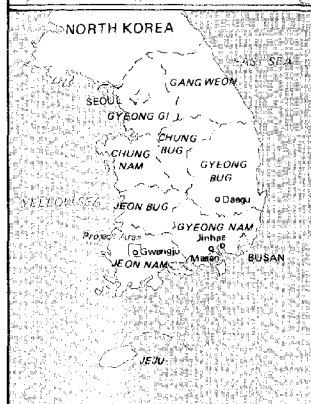 NORTH KOREA
EAST SEA
GANG WEON
SEOUL
GYEONG GI
CHUNG
BUG
CHUNG
NAM
GYEONG
BUG
YELLOW SEA
Daegu
JEON BUG
GYEONG NAM
Project Area
Jinhae
Gwangju
Masan
BUSAN
JEON NAM
JEJU